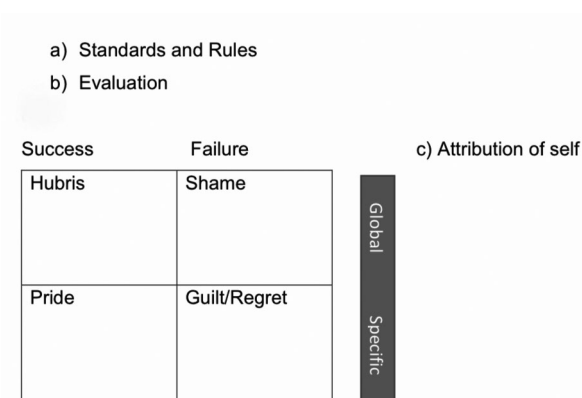 a) Standards and Rules
b) Evaluation
Success Failure c) Attribution of self
Hubris Shame
Global
Pride Guilt/Regret
Specific